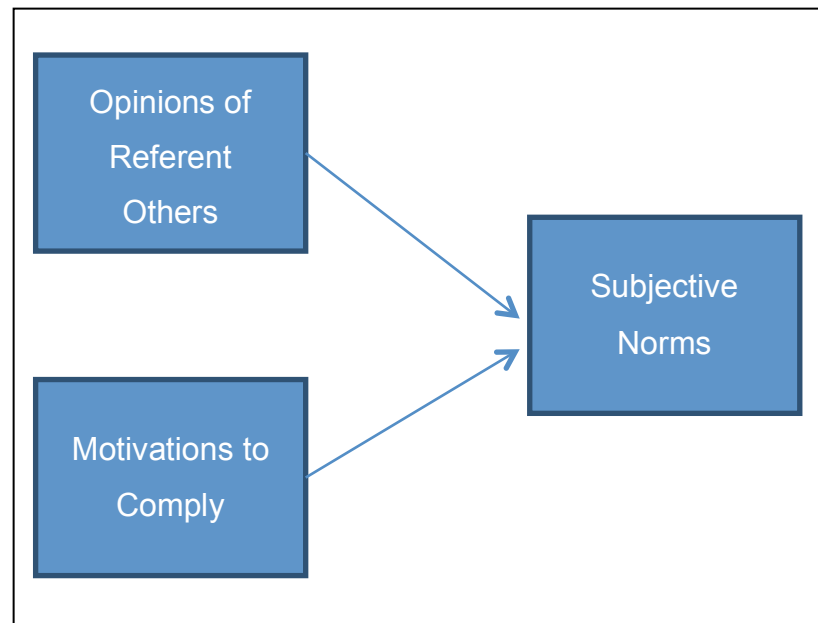 Opinions of
Referent
Others
Subjective
Norms
Motivations to
Comply